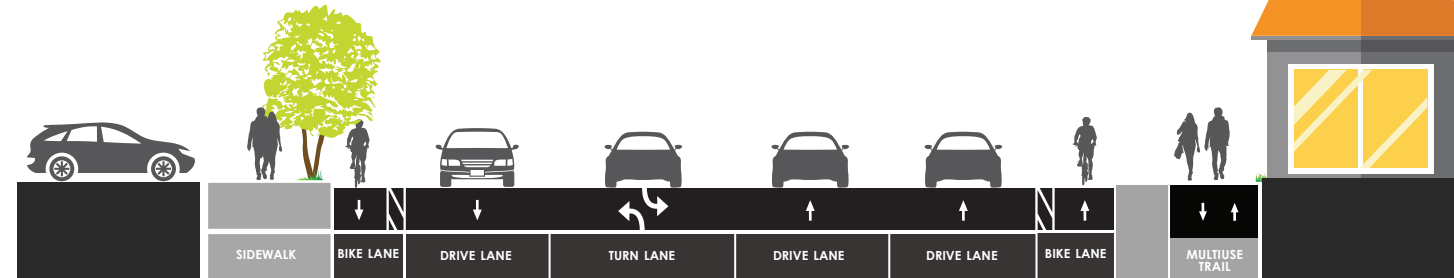 SIDEWALK
BIKE LANE
DRIVE LANE
TURN LANE
DRIVE LANE
DRIVE LANE
BIKE LANE
MULTIUSE
TRAIL